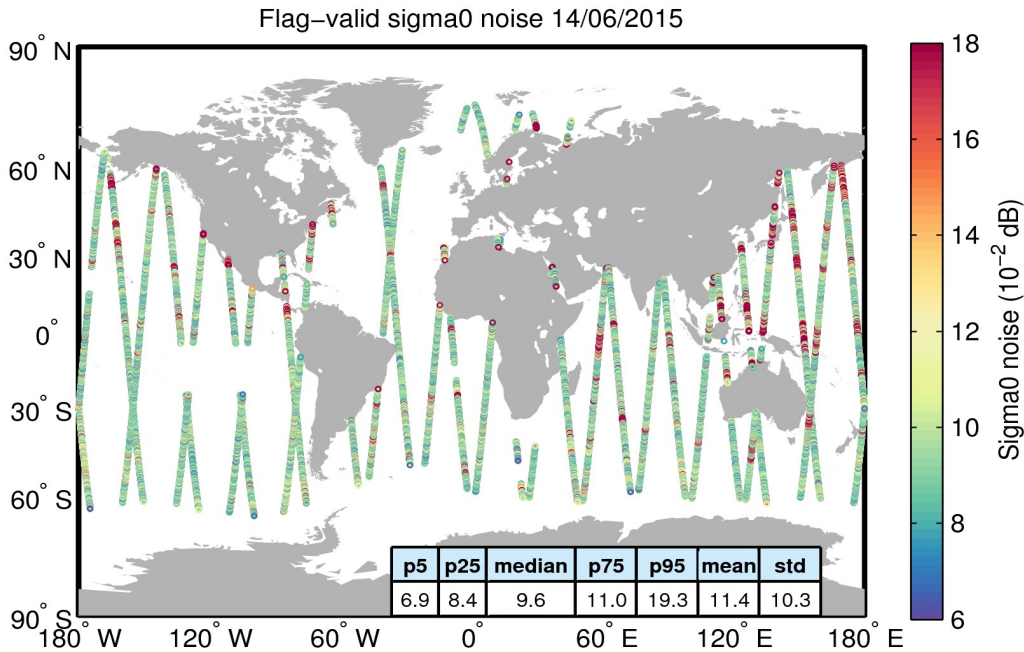 Flag−valid sigma0 noise 14/06/2015
90° N
60° N
30° N
0°
30° S
60° S
90° S
180° W 120° W 60° W 0° 60° E 120° E 180° E
p5 p25 median p75 p95 mean std
6.9 8.4 9.6 11.0 19.3 11.4 10.3
18
16
14
12
10
8
6
Sigma0 noise (10⁻² dB)